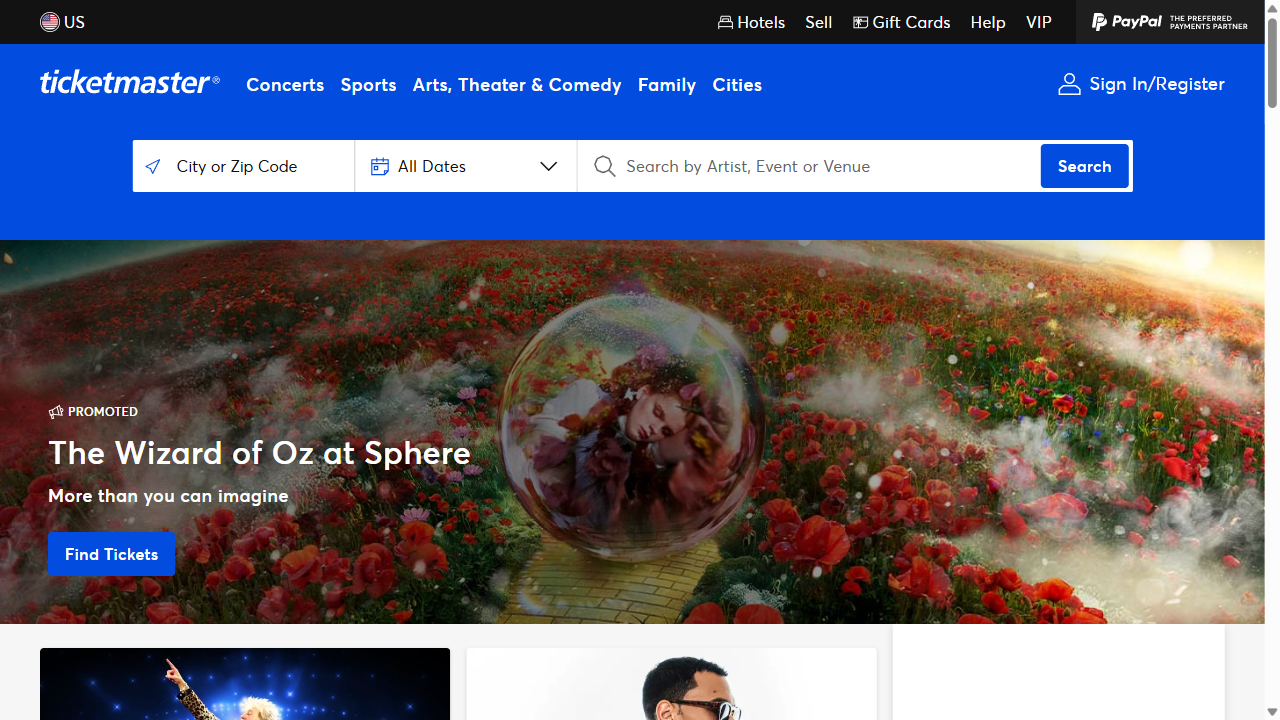 US
Hotels
Sell
Gift Cards
Help
VIP
PayPal
THE PREFERRED
PAYMENTS PARTNER
ticketmaster®
Concerts
Sports
Arts, Theater & Comedy
Family
Cities
Sign In/Register
City or Zip Code
All Dates
Search by Artist, Event or Venue
Search
PROMOTED
The Wizard of Oz at Sphere
More than you can imagine
Find Tickets